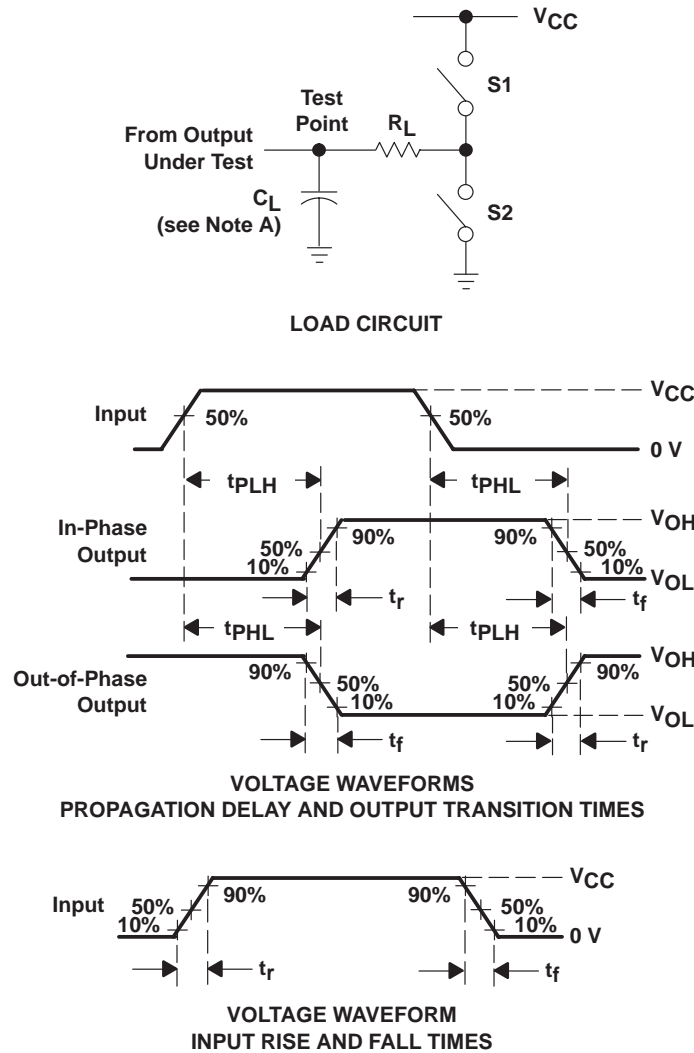 VCC
S1
Test
Point
RL
From Output
Under Test
CL
(see Note A)
S2
LOAD CIRCUIT
VCC
Input
50%
50%
0 V
tPLH
tPHL
In-Phase
Output
VOH
90%
90%
50%
50%
10%
10%
VOL
tr
tf
tPHL
tPLH
Out-of-Phase
Output
VOH
90%
90%
50%
50%
10%
10%
VOL
tf
tr
VOLTAGE WAVEFORMS
PROPAGATION DELAY AND OUTPUT TRANSITION TIMES
VCC
Input
90%
90%
50%
50%
10%
10%
0 V
tr
tf
VOLTAGE WAVEFORM
INPUT RISE AND FALL TIMES